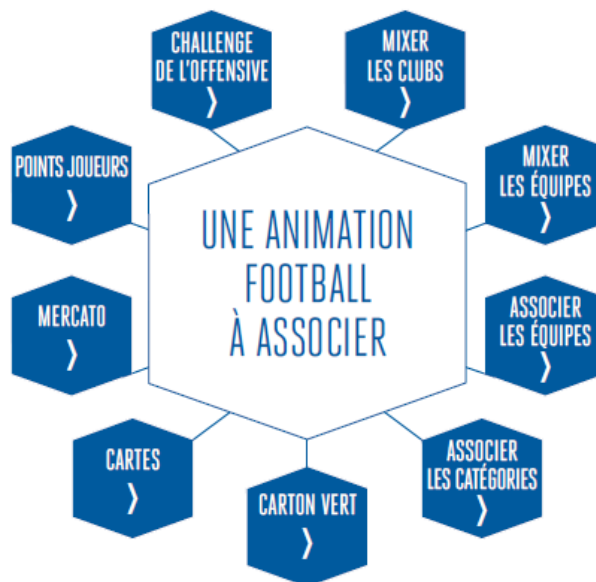 CHALLENGE
DE L'OFFENSIVE
MIXER
LES CLUBS
POINTS JOUEURS
MIXER
LES ÉQUIPES
UNE ANIMATION
FOOTBALL
À ASSOCIER
MERCATO
ASSOCIER
LES ÉQUIPES
CARTES
ASSOCIER
LES CATÉGORIES
CARTON VERT